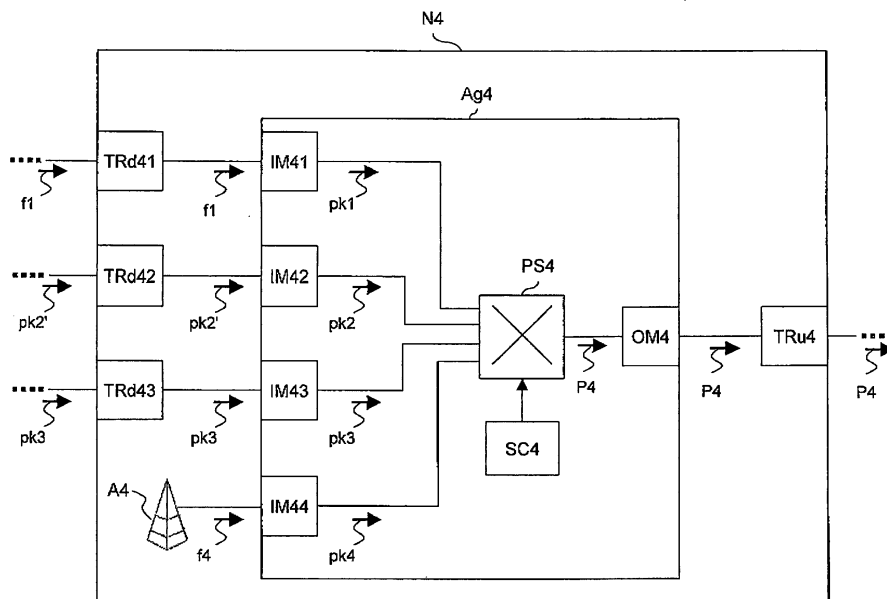 N4
Ag4
TRd41
IM41
f1
f1
pk1
TRd42
IM42
PS4
pk2'
pk2'
pk2
OM4
TRu4
P4
P4
P4
TRd43
IM43
pk3
pk3
pk3
SC4
A4
IM44
f4
pk4